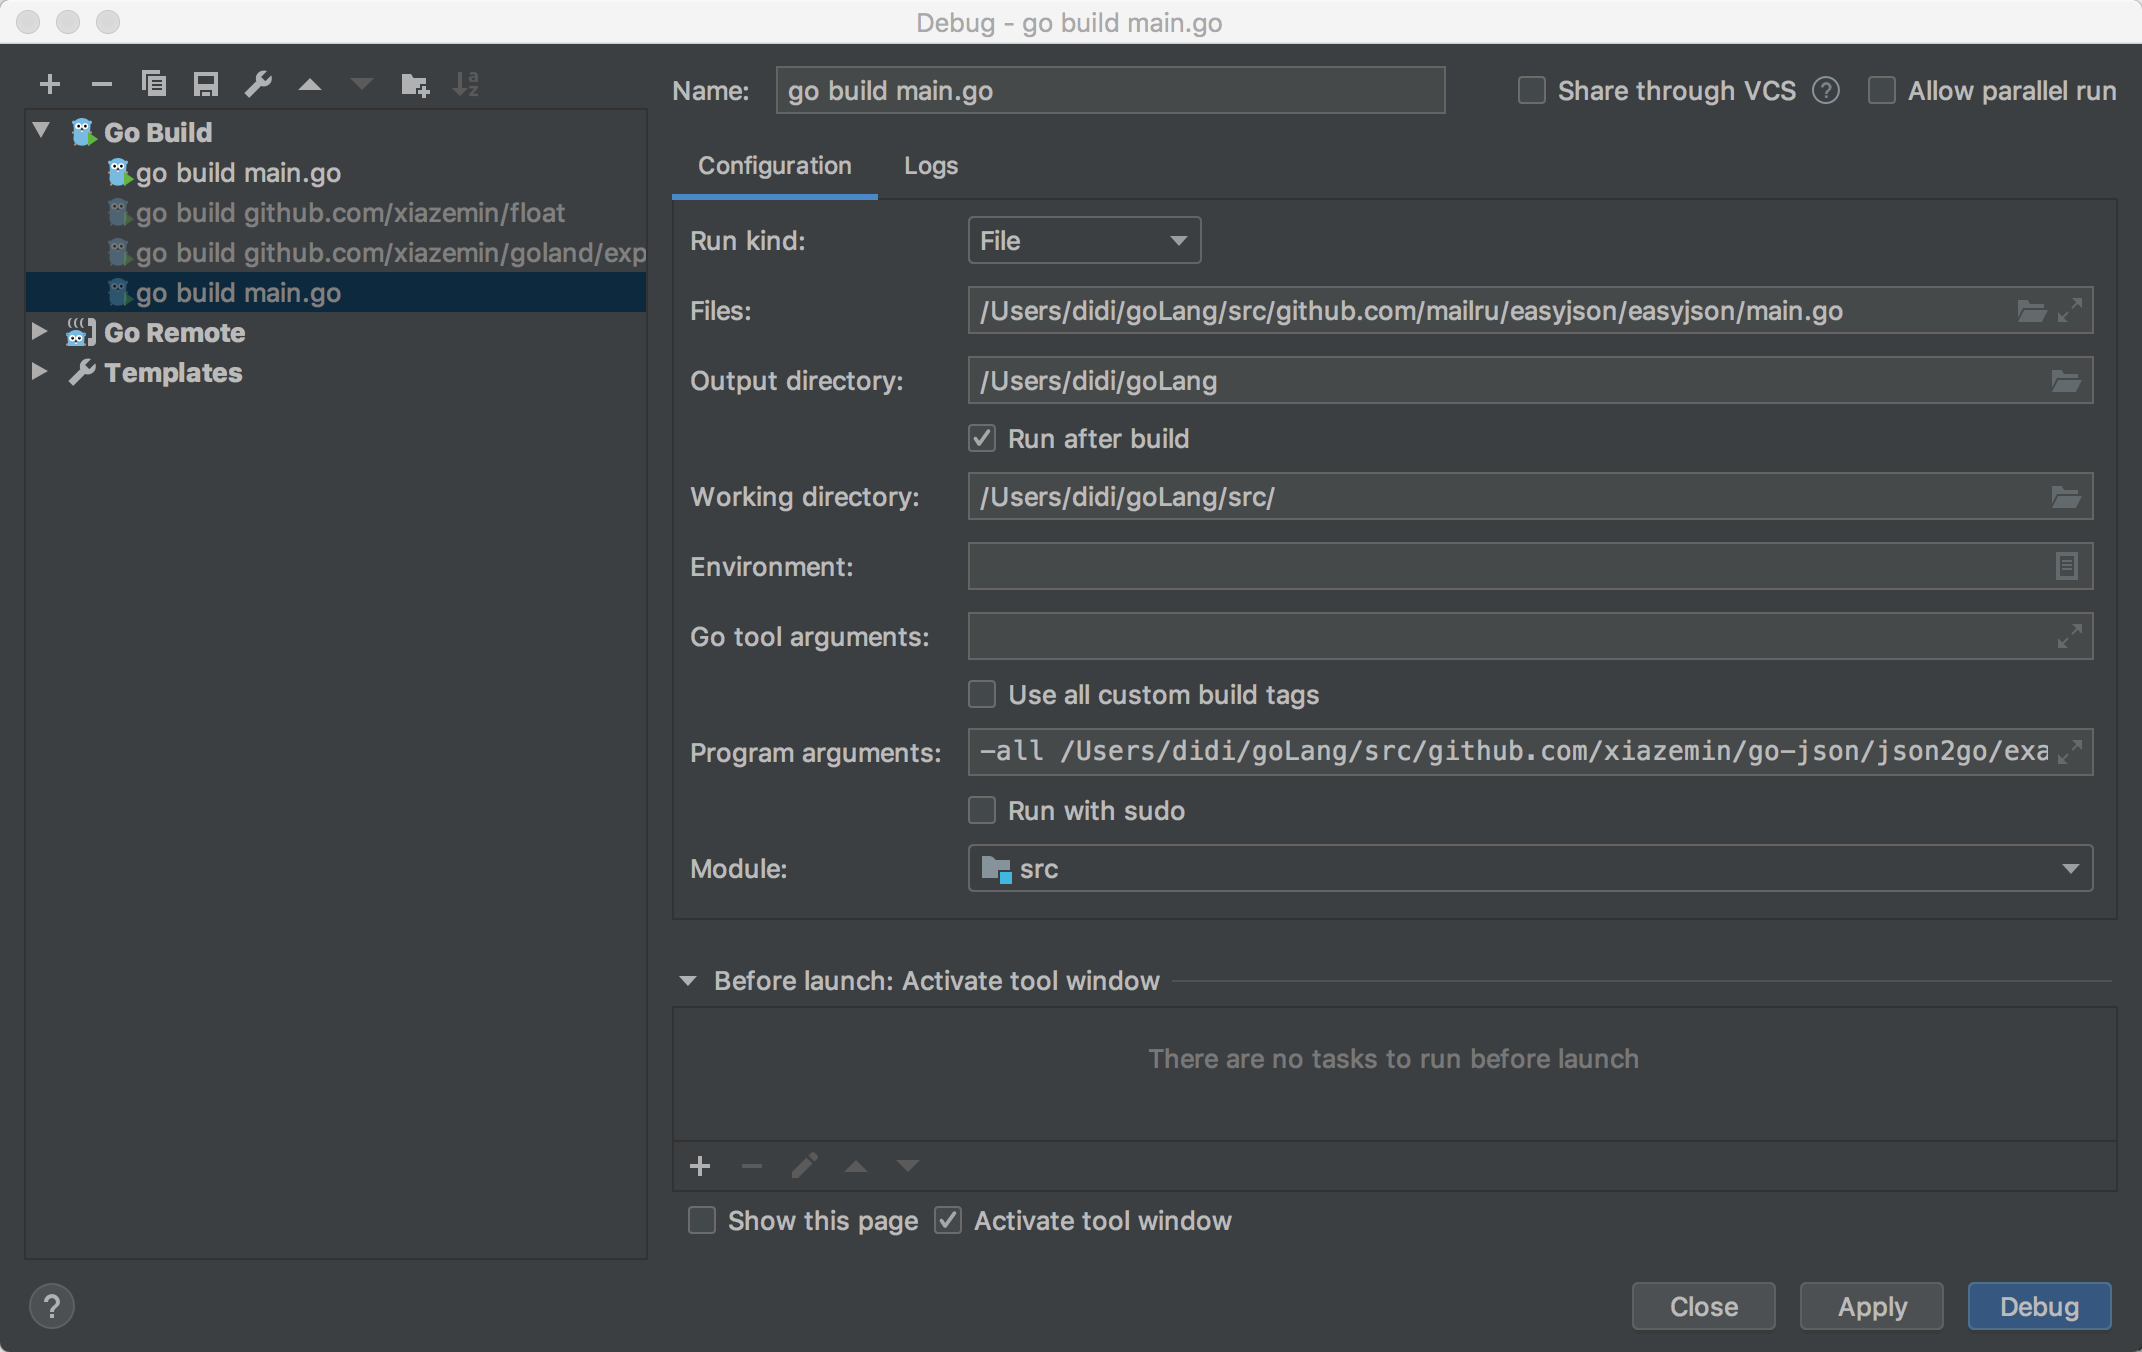 Debug - go build main.go
Name: go build main.go Share through VCS ? Allow parallel run
Go Build
go build main.go
go build github.com/xiazemin/float
go build github.com/xiazemin/goland/exp
go build main.go
Go Remote
Templates
Configuration Logs
Run kind: File
Files: /Users/didi/goLang/src/github.com/mailru/easyjson/easyjson/main.go
Output directory: /Users/didi/goLang
Run after build
Working directory: /Users/didi/goLang/src/
Environment:
Go tool arguments:
Use all custom build tags
Program arguments: -all /Users/didi/goLang/src/github.com/xiazemin/go-json/json2go/exa
Run with sudo
Module: src
Before launch: Activate tool window
There are no tasks to run before launch
Show this page Activate tool window
? Close Apply Debug